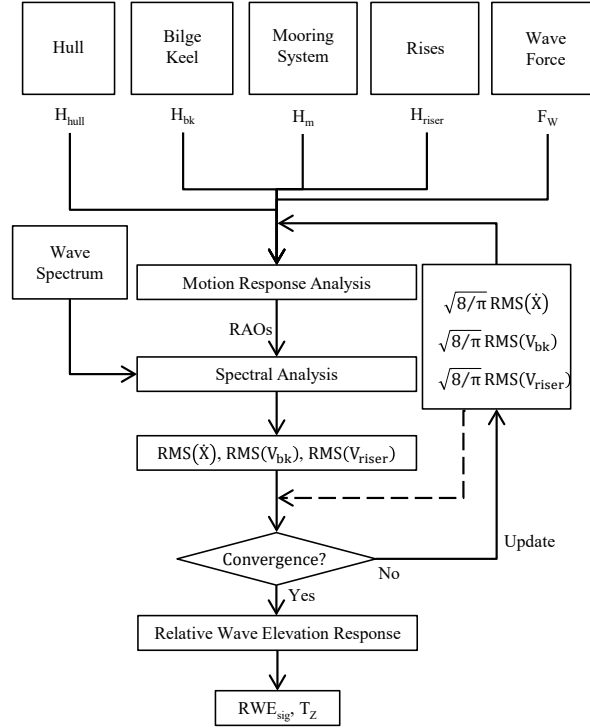 Hull
Bilge
Keel
Mooring
System
Rises
Wave
Force
H_hull
H_bk
H_m
H_riser
F_W
Wave
Spectrum
Motion Response Analysis
√8/π RMS(Ẋ)
√8/π RMS(V_bk)
√8/π RMS(V_riser)
RAOs
Spectral Analysis
RMS(Ẋ), RMS(V_bk), RMS(V_riser)
Convergence?
Update
No
Yes
Relative Wave Elevation Response
RWE_sig, T_Z